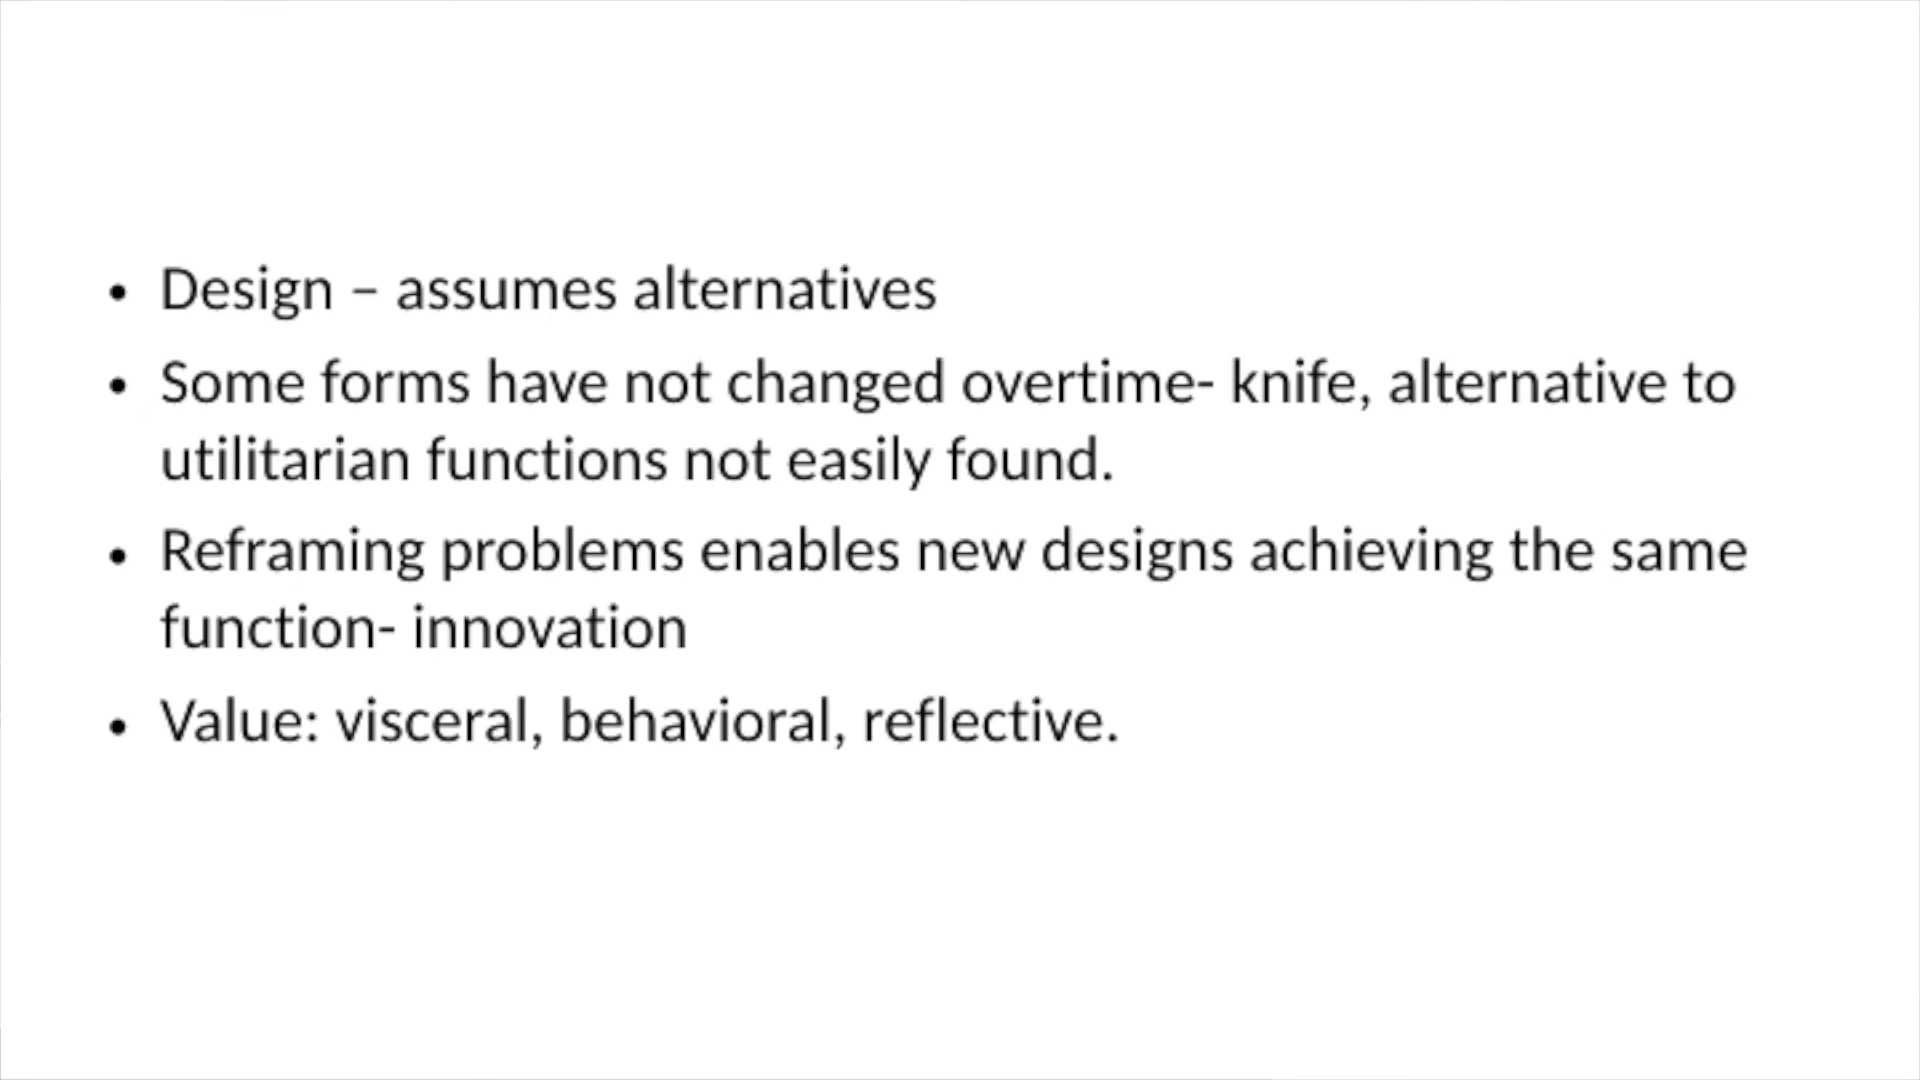 • Design – assumes alternatives
• Some forms have not changed overtime- knife, alternative to
utilitarian functions not easily found.
• Reframing problems enables new designs achieving the same
function- innovation
• Value: visceral, behavioral, reflective.